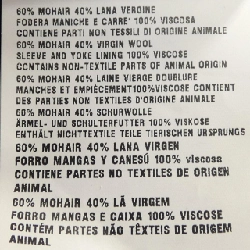 60% MOHAIR 40% LANA VERGINE
FODERA MANICHE E CARRE' 100% VISCOSA
CONTIENE PARTI NON TESSILI DI ORIGINE ANIMALE
60% MOHAIR 40% VIRGIN WOOL
SLEEVE AND YOKE LINING 100% VISCOSE
CONTAINS NON-TEXTILE PARTS OF ANIMAL ORIGIN
60% MOHAIR 40% LAINE VIERGE DOUBLURE
MANCHES ET EMPIÈCEMENT 100%VISCOSE CONTIENT
DES PARTIES NON TEXTILES D'ORIGINE ANIMALE
60% MOHAIR 40% SCHURWOLLE
ÄRMEL- UND SCHULTERFUTTER 100% VISKOSE
ENTHÄLT NICHTTEXTILE TEILE TIERISCHEN URSPRUNGS
60% MOHAIR 40% LANA VIRGEN
FORRO MANGAS Y CANESÚ 100% viscosa
CONTIENE PARTES NO TEXTILES DE ORIGEN
ANIMAL
60% MOHAIR 40% LÃ VIRGEM
FORRO MANGAS E CAIXA 100% VISCOSE
CONTÉM PARTES NÃO TÊXTEIS DE ORIGEM
ANIMAL